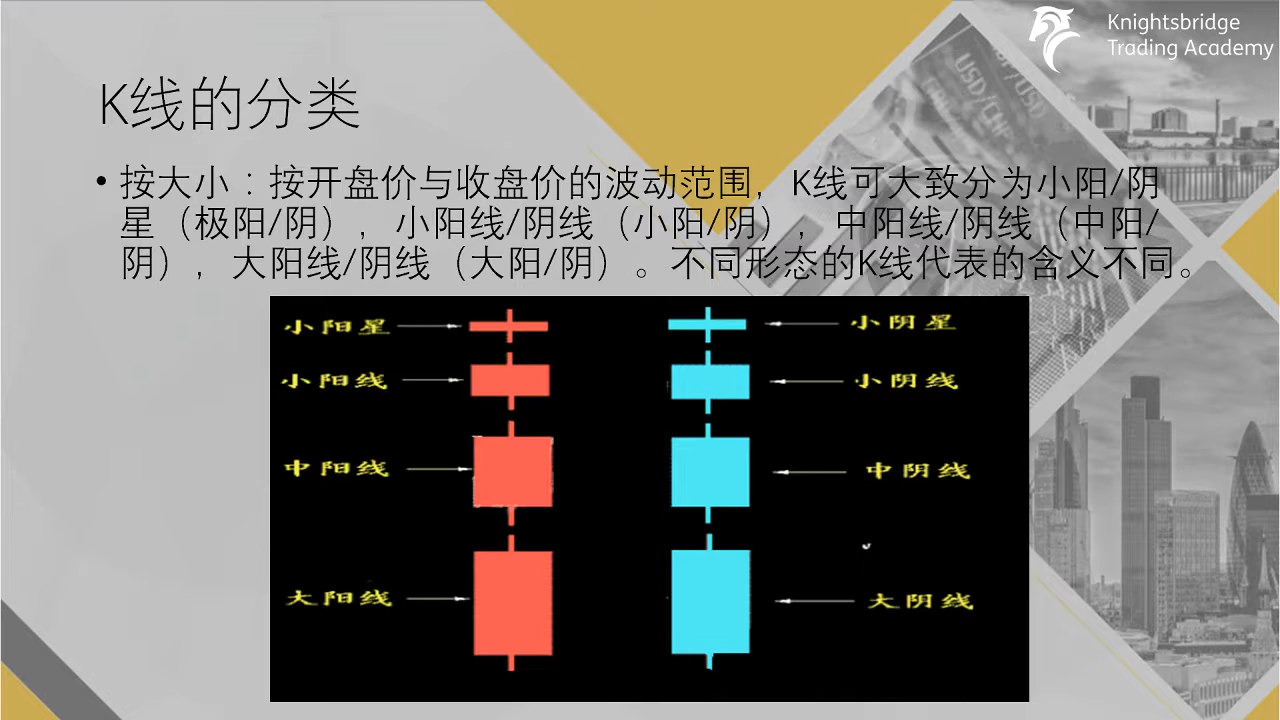 Knightsbridge
Trading Academy
USD/CHF
K线的分类
• 按大小：按开盘价与收盘价的波动范围，K线可大致分为小阳/阴
星（极阳/阴），小阳线/阴线（小阳/阴），中阳线/阴线（中阳/
阴），大阳线/阴线（大阳/阴）。不同形态的K线代表的含义不同。
小阳星
小阴星
小阳线
小阴线
中阳线
中阴线
大阳线
大阴线